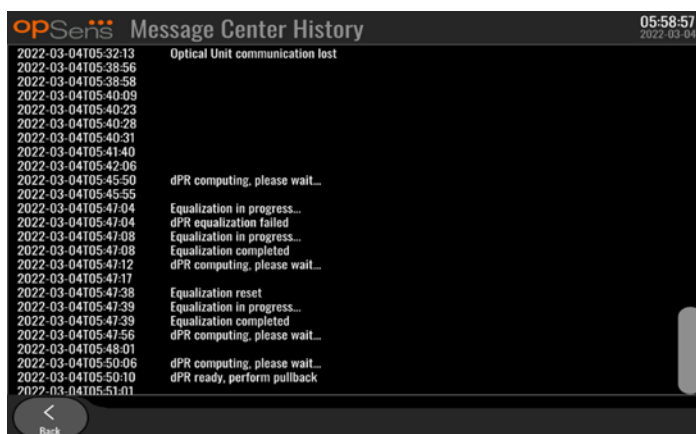 opSens Message Center History 05:58:57
2022-03-04
2022-03-04T05:32:13 Optical Unit communication lost
2022-03-04T05:38:56
2022-03-04T05:38:58
2022-03-04T05:40:09
2022-03-04T05:40:23
2022-03-04T05:40:28
2022-03-04T05:40:31
2022-03-04T05:41:40
2022-03-04T05:42:06
2022-03-04T05:45:50 dPR computing, please wait...
2022-03-04T05:45:55
2022-03-04T05:47:04 Equalization in progress...
2022-03-04T05:47:04 dPR equalization failed
2022-03-04T05:47:08 Equalization in progress...
2022-03-04T05:47:08 Equalization completed
2022-03-04T05:47:12 dPR computing, please wait...
2022-03-04T05:47:17
2022-03-04T05:47:38 Equalization reset
2022-03-04T05:47:39 Equalization in progress...
2022-03-04T05:47:39 Equalization completed
2022-03-04T05:47:56 dPR computing, please wait...
2022-03-04T05:48:01
2022-03-04T05:50:06 dPR computing, please wait...
2022-03-04T05:50:10 dPR ready, perform pullback
2022-03-04T05:51:01
Back